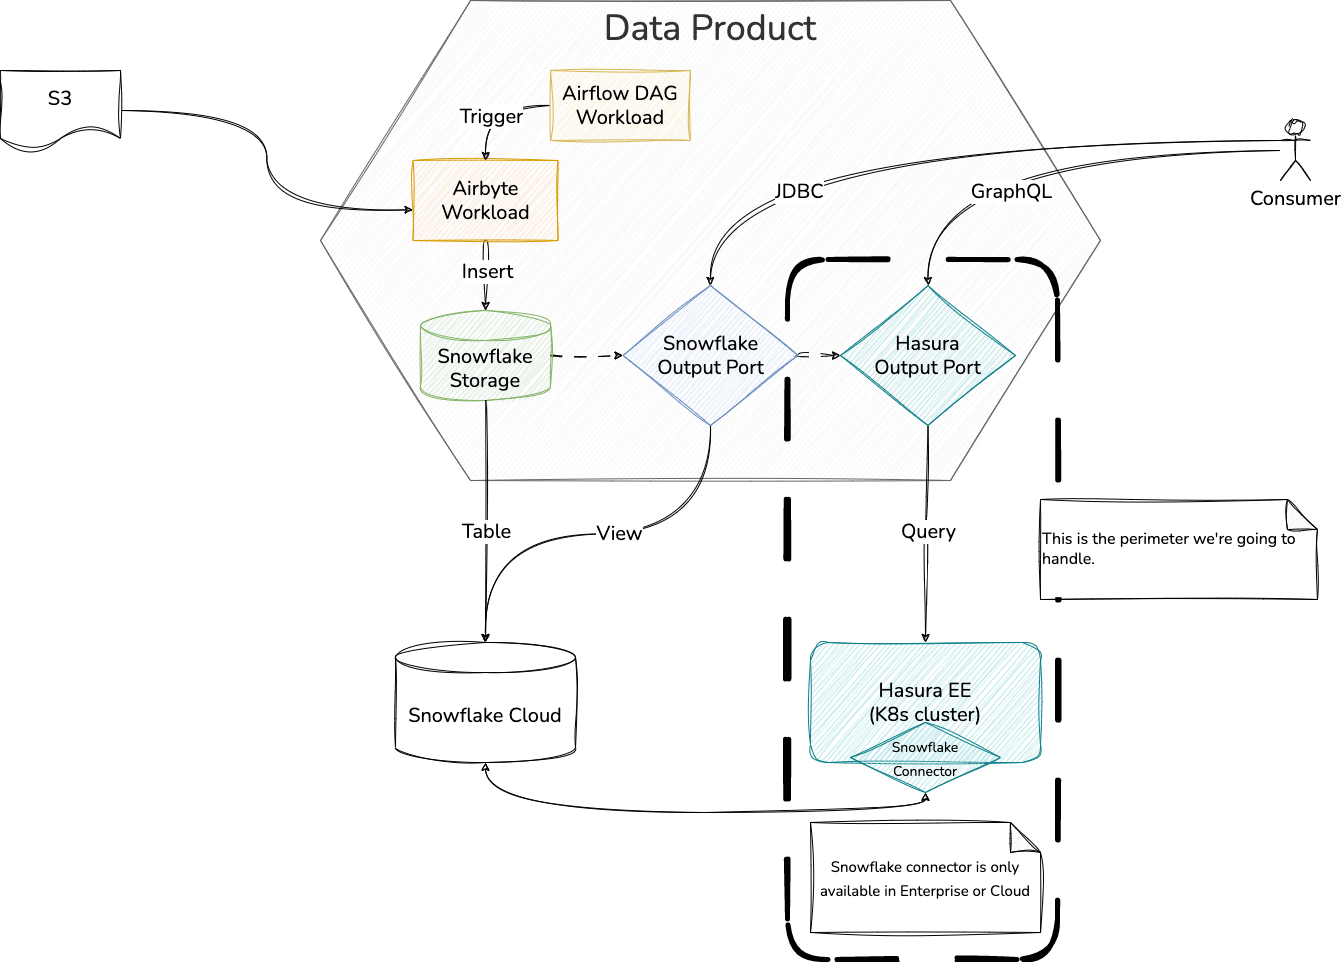 Data Product
S3
Airflow DAG
Workload
Trigger
Airbyte
Workload
JDBC
GraphQL
Consumer
Insert
Snowflake
Storage
Snowflake
Output Port
Hasura
Output Port
Table
View
Query
This is the perimeter we're going to
handle.
Snowflake Cloud
Hasura EE
(K8s cluster)
Snowflake
Connector
Snowflake connector is only
available in Enterprise or Cloud